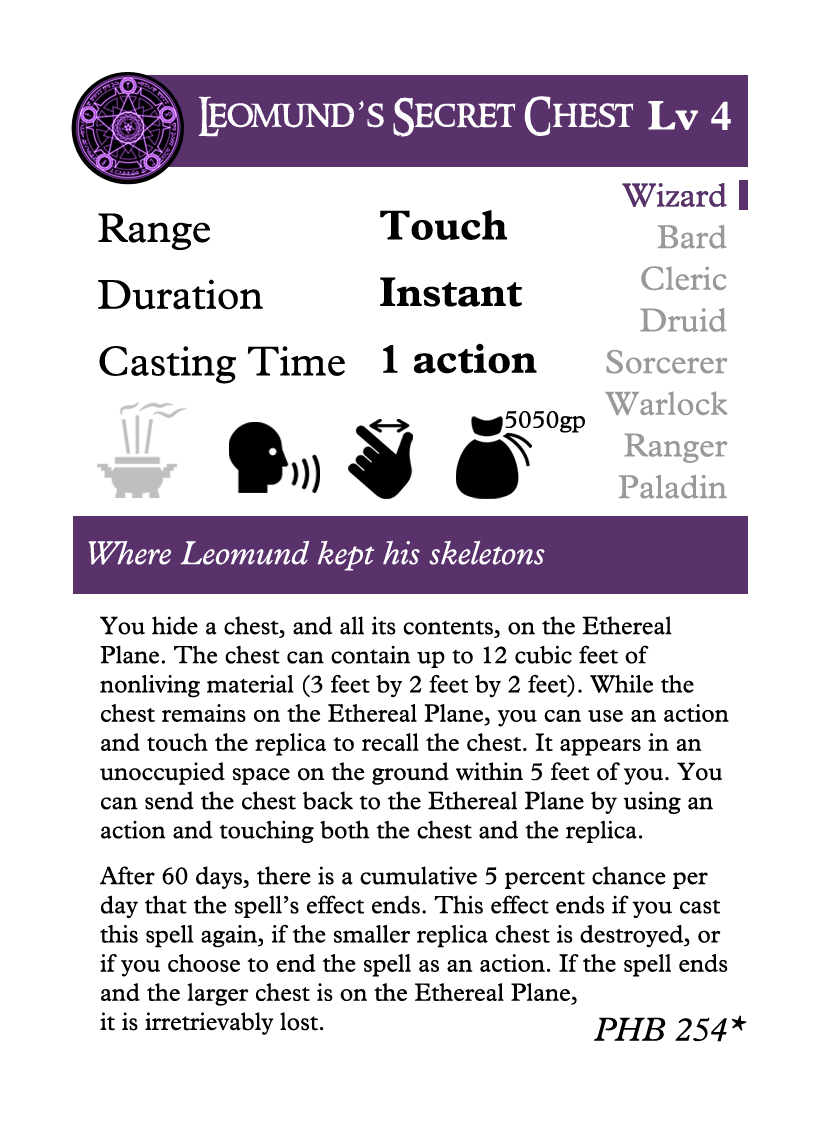 Leomund's Secret Chest Lv 4
Wizard
Bard
Cleric
Druid
Sorcerer
Warlock
Ranger
Paladin
Range Touch
Duration Instant
Casting Time 1 action
5050gp
Where Leomund kept his skeletons
You hide a chest, and all its contents, on the Ethereal
Plane. The chest can contain up to 12 cubic feet of
nonliving material (3 feet by 2 feet by 2 feet). While the
chest remains on the Ethereal Plane, you can use an action
and touch the replica to recall the chest. It appears in an
unoccupied space on the ground within 5 feet of you. You
can send the chest back to the Ethereal Plane by using an
action and touching both the chest and the replica.
After 60 days, there is a cumulative 5 percent chance per
day that the spell’s effect ends. This effect ends if you cast
this spell again, if the smaller replica chest is destroyed, or
if you choose to end the spell as an action. If the spell ends
and the larger chest is on the Ethereal Plane,
it is irretrievably lost.
PHB 254*